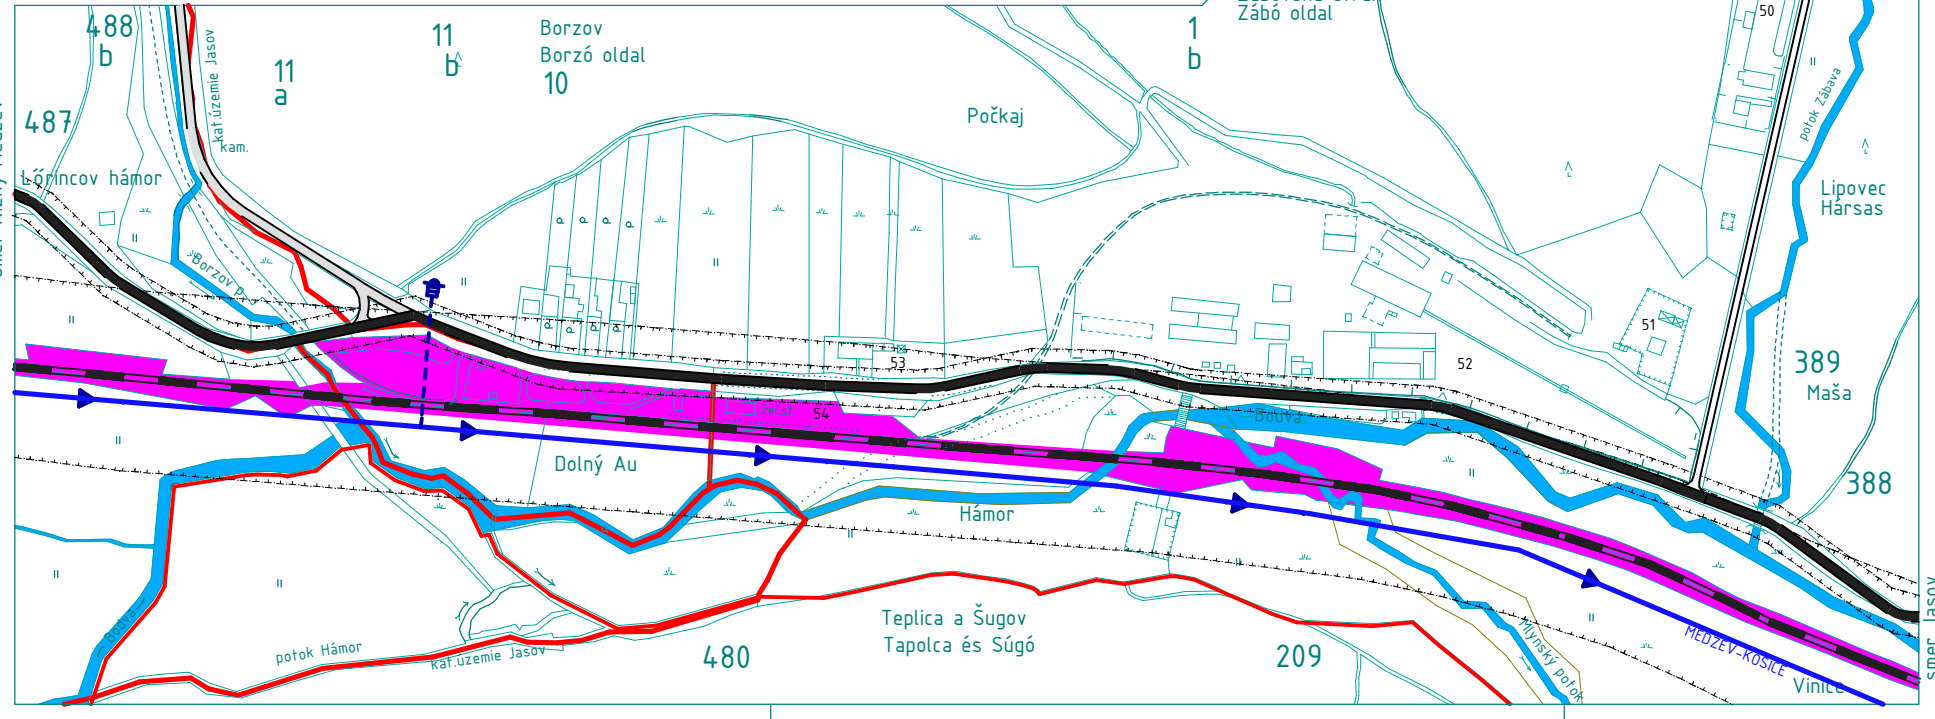 Zábó oldal
50
488
b
11
b
Borzov
Borzó oldal
10
1
b
11
a
kat.územie Jasov
kam.
487
Počkaj
potok Zábava
Lőrincov hámor
Lipovec
Hársas
Borzov p.
P
P
P
P
P
P
P
P
51
53
52
389
Maša
žel.st.
54
Bodva
Dolný Au
388
Hámor
Bodva
Teplica a Šugov
Tapolca és Súgó
potok Hámor
kat.územie Jasov
480
209
Mlynský potok
MEDZEV-KOŠICE
Vinice
smer Jasov